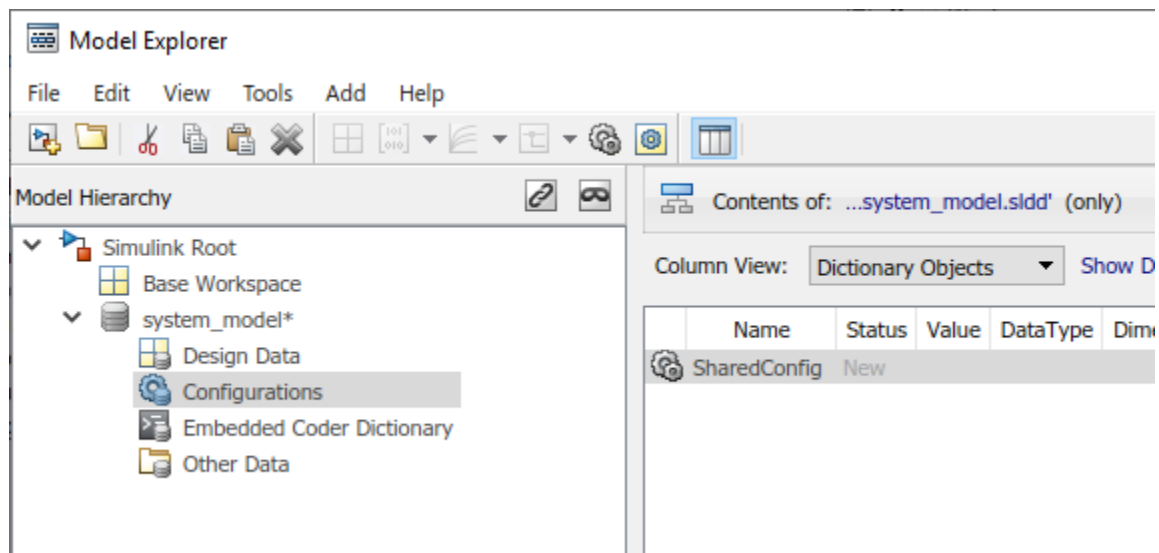 Model Explorer
File Edit View Tools Add Help
Model Hierarchy
Contents of: ...system_model.sldd' (only)
Simulink Root
Column View: Dictionary Objects Show D
Base Workspace
system_model*
Name Status Value DataType Dime
Design Data
SharedConfig New
Configurations
Embedded Coder Dictionary
Other Data